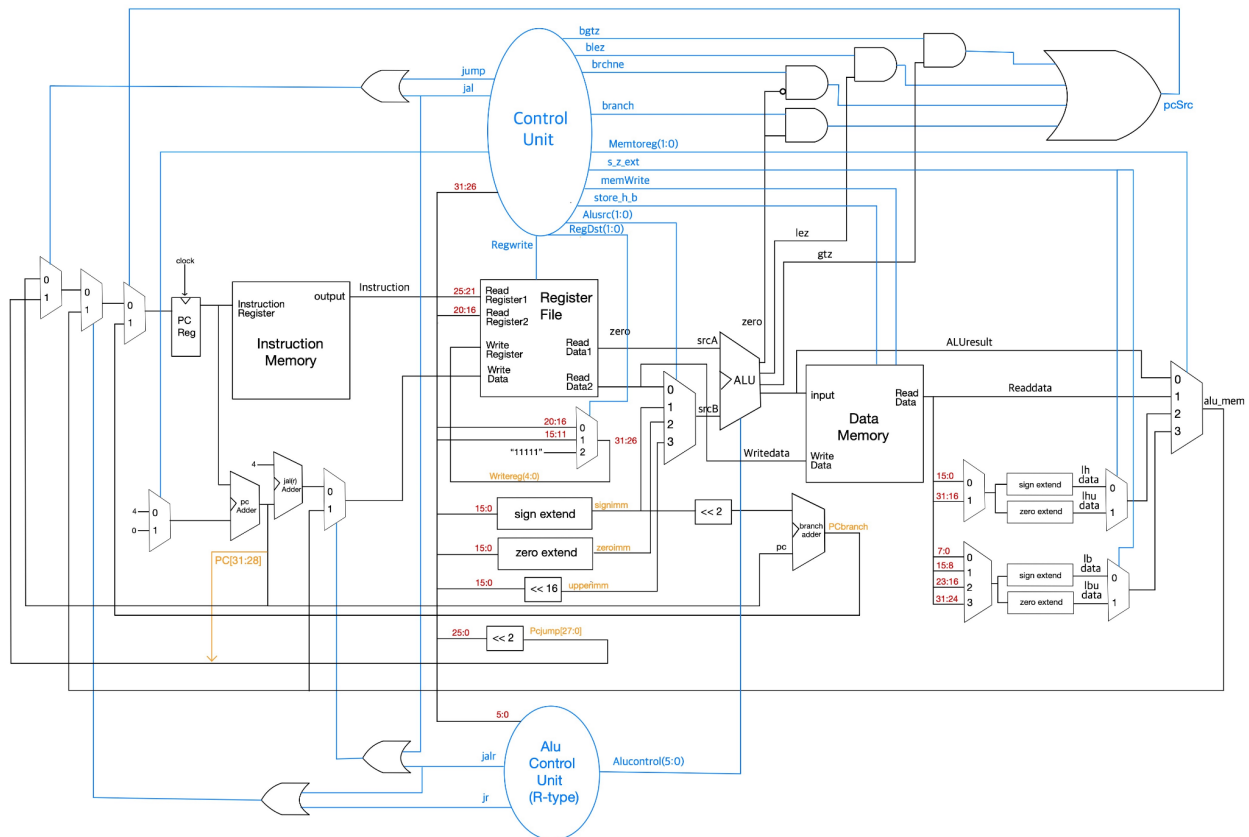 bgtz
blez
brchne
jump
jal
Control
Unit
branch
pcSrc
Memtoreg(1:0)
s_z_ext
memWrite
store_h_b
Alusrc(1:0)
RegDst(1:0)
31:26
Regwrite
lez
gtz
clock
0
1
0
1
0
1
PC
Reg
Instruction
Register
output
Instruction
Memory
Instruction
25:21
20:16
Read
Register1
Read
Register2
Write
Register
Write
Data
Register
File
Read
Data1
Read
Data2
zero
srcA
zero
ALU
srcB
0
1
2
3
ALUresult
input
Read
Data
Data
Memory
Write
Data
Writedata
Readdata
0
1
2
3
alu_mem
20:16
15:11
"11111"
0
1
2
31:26
Writereg(4:0)
4
0
0
1
pc
Adder
4
jal(r)
Adder
0
1
PC[31:28]
15:0
sign extend
signimm
<< 2
branch
adder
PCbranch
pc
15:0
zero extend
zeroimm
15:0
<< 16
upperimm
25:0
<< 2
Pcjump[27:0]
15:0
31:16
0
1
sign extend
zero extend
lh
data
lhu
data
0
1
7:0
15:8
23:16
31:24
0
1
2
3
sign extend
zero extend
lb
data
lbu
data
0
1
5:0
Alu
Control
Unit
(R-type)
jalr
jr
Alucontrol(5:0)